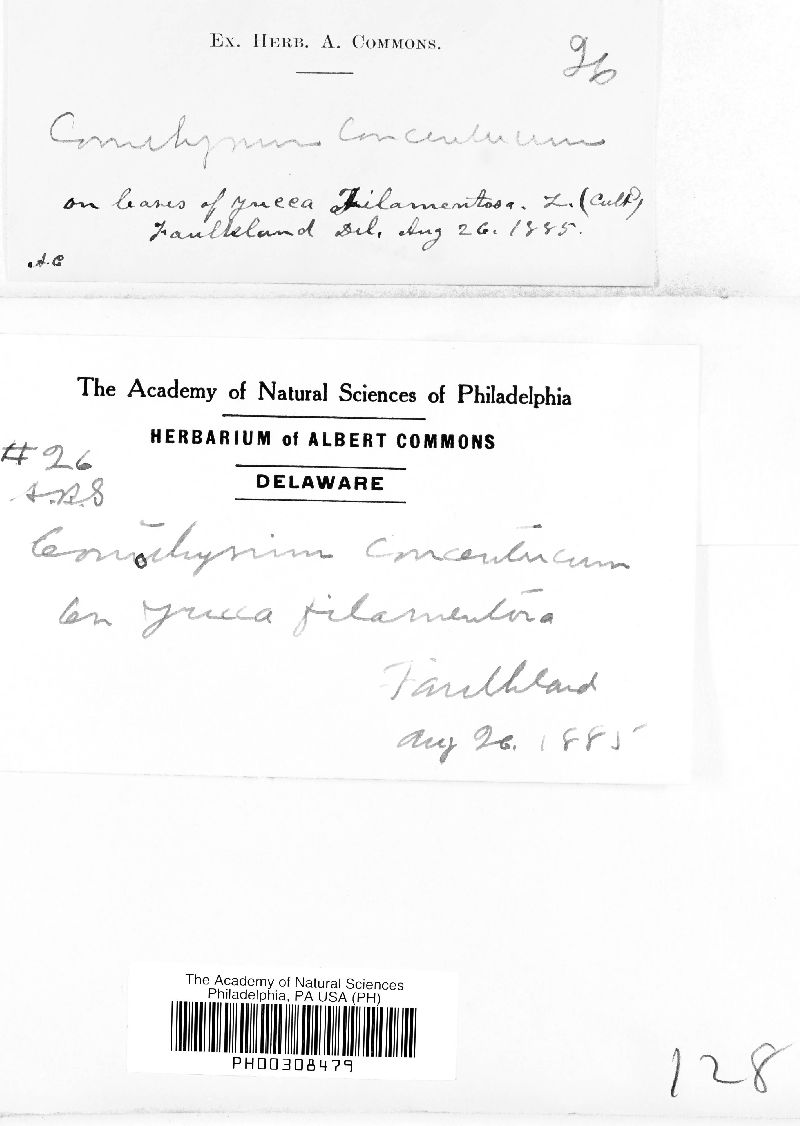 Ex. Herb. A. Commons.
26
Coniothyrium Concentricum
on leaves of Yucca Filamentosa. L. (Cult)
Faulkland Del, Aug 26. 1885.
A.C
The Academy of Natural Sciences of Philadelphia
HERBARIUM of ALBERT COMMONS
#26
DELAWARE
Coniothyrium concentricum
On Yucca filamentosa
Faulkland
Aug 26. 1885
The Academy of Natural Sciences
Philadelphia, PA USA (PH)
PH00308479
128